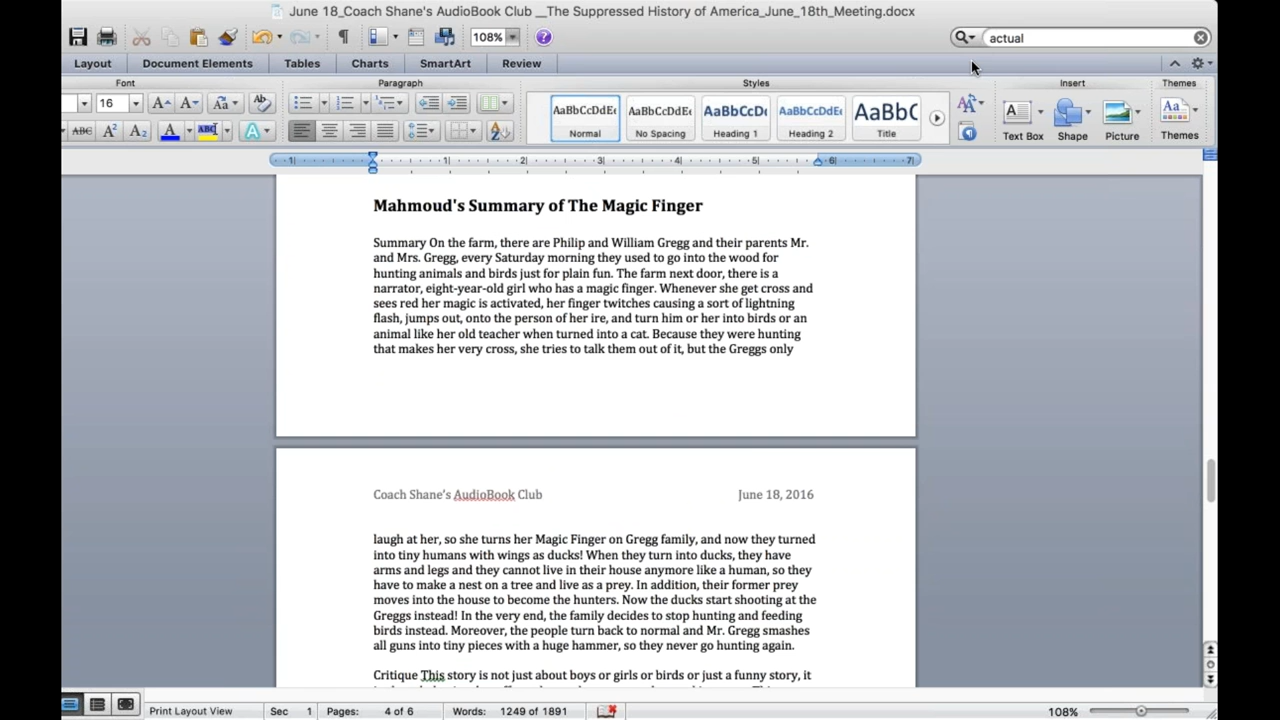 June 18_Coach Shane's AudioBook Club __The Suppressed History of America_June_18th_Meeting.docx
108%
actual
Layout Document Elements Tables Charts SmartArt Review
Font Paragraph Styles Insert Themes
16
AaBbCcDdEe AaBbCcDdEe AaBbCcDc AaBbCcDdEe AaBbC
Normal No Spacing Heading 1 Heading 2 Title
Text Box Shape Picture Themes
1 1 2 3 4 5 6 7
Mahmoud's Summary of The Magic Finger
Summary On the farm, there are Philip and William Gregg and their parents Mr.
and Mrs. Gregg, every Saturday morning they used to go into the wood for
hunting animals and birds just for plain fun. The farm next door, there is a
narrator, eight-year-old girl who has a magic finger. Whenever she get cross and
sees red her magic is activated, her finger twitches causing a sort of lightning
flash, jumps out, onto the person of her ire, and turn him or her into birds or an
animal like her old teacher when turned into a cat. Because they were hunting
that makes her very cross, she tries to talk them out of it, but the Greggs only
Coach Shane's AudioBook Club June 18, 2016
laugh at her, so she turns her Magic Finger on Gregg family, and now they turned
into tiny humans with wings as ducks! When they turn into ducks, they have
arms and legs and they cannot live in their house anymore like a human, so they
have to make a nest on a tree and live as a prey. In addition, their former prey
moves into the house to become the hunters. Now the ducks start shooting at the
Greggs instead! In the very end, the family decides to stop hunting and feeding
birds instead. Moreover, the people turn back to normal and Mr. Gregg smashes
all guns into tiny pieces with a huge hammer, so they never go hunting again.
Critique This story is not just about boys or girls or birds or just a funny story, it
Print Layout View Sec 1 Pages: 4 of 6 Words: 1249 of 1891 108%